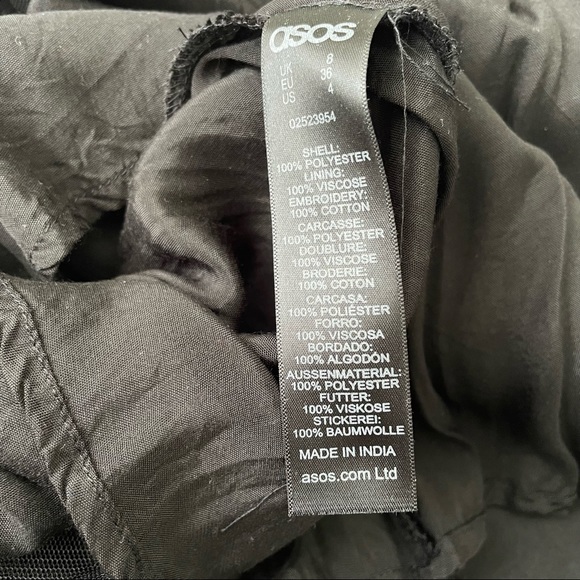 asos
UK 8
EU 36
US 4
02523954
SHELL:
100% POLYESTER
LINING:
100% VISCOSE
EMBROIDERY:
100% COTTON
CARCASSE:
100% POLYESTER
DOUBLURE:
100% VISCOSE
BRODERIE:
100% COTON
CARCASA:
100% POLIÉSTER
FORRO:
100% VISCOSA
BORDADO:
100% ALGODÓN
AUSSENMATERIAL:
100% POLYESTER
FUTTER:
100% VISKOSE
STICKEREI:
100% BAUMWOLLE
MADE IN INDIA
asos.com Ltd